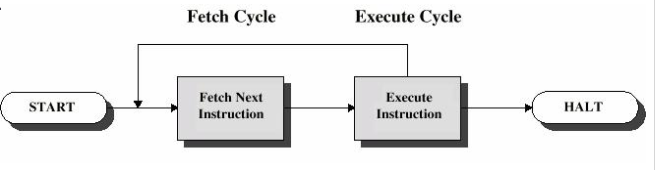 Fetch Cycle
Execute Cycle
START
Fetch Next
Instruction
Execute
Instruction
HALT